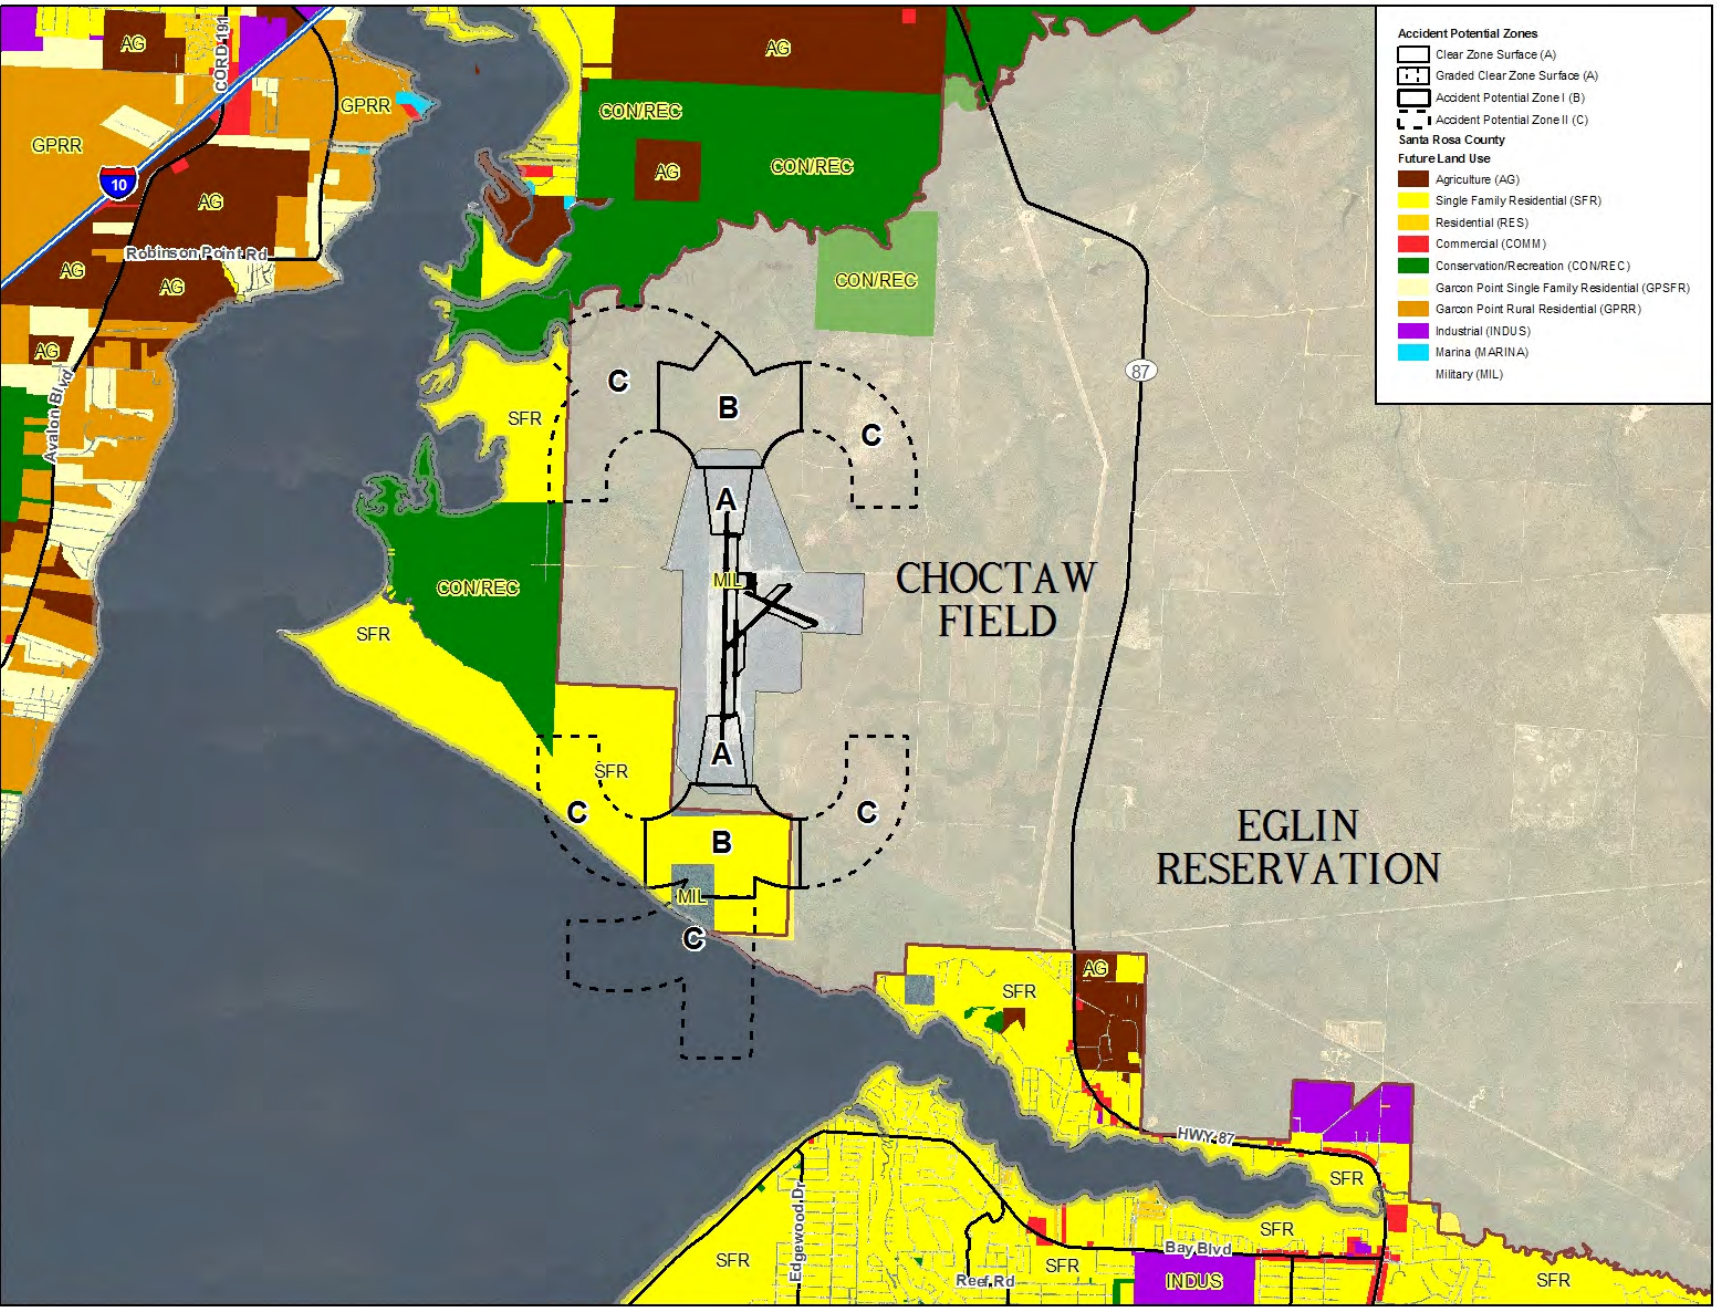 Accident Potential Zones
Clear Zone Surface (A)
Graded Clear Zone Surface (A)
Accident Potential Zone I (B)
Accident Potential Zone II (C)
Santa Rosa County
Future Land Use
Agriculture (AG)
Single Family Residential (SFR)
Residential (RES)
Commercial (COMM)
Conservation/Recreation (CON/REC)
Garcon Point Single Family Residential (GPSFR)
Garcon Point Rural Residential (GPRR)
Industrial (INDUS)
Marina (MARINA)
Military (MIL)
CORD 191
AG
AG
GPRR
CON/REC
GPRR
CON/REC
AG
10
AG
Robinson Point Rd
AG
AG
CON/REC
AG
87
C
B
C
SFR
Avalon Blvd
A
CHOCTAW
FIELD
MIL
CON/REC
SFR
A
SFR
C
B
C
EGLIN
RESERVATION
MIL
C
AG
SFR
HWY 87
SFR
Edgewood Dr
SFR
Bay Blvd
SFR
SFR
Reef Rd
INDUS
SFR